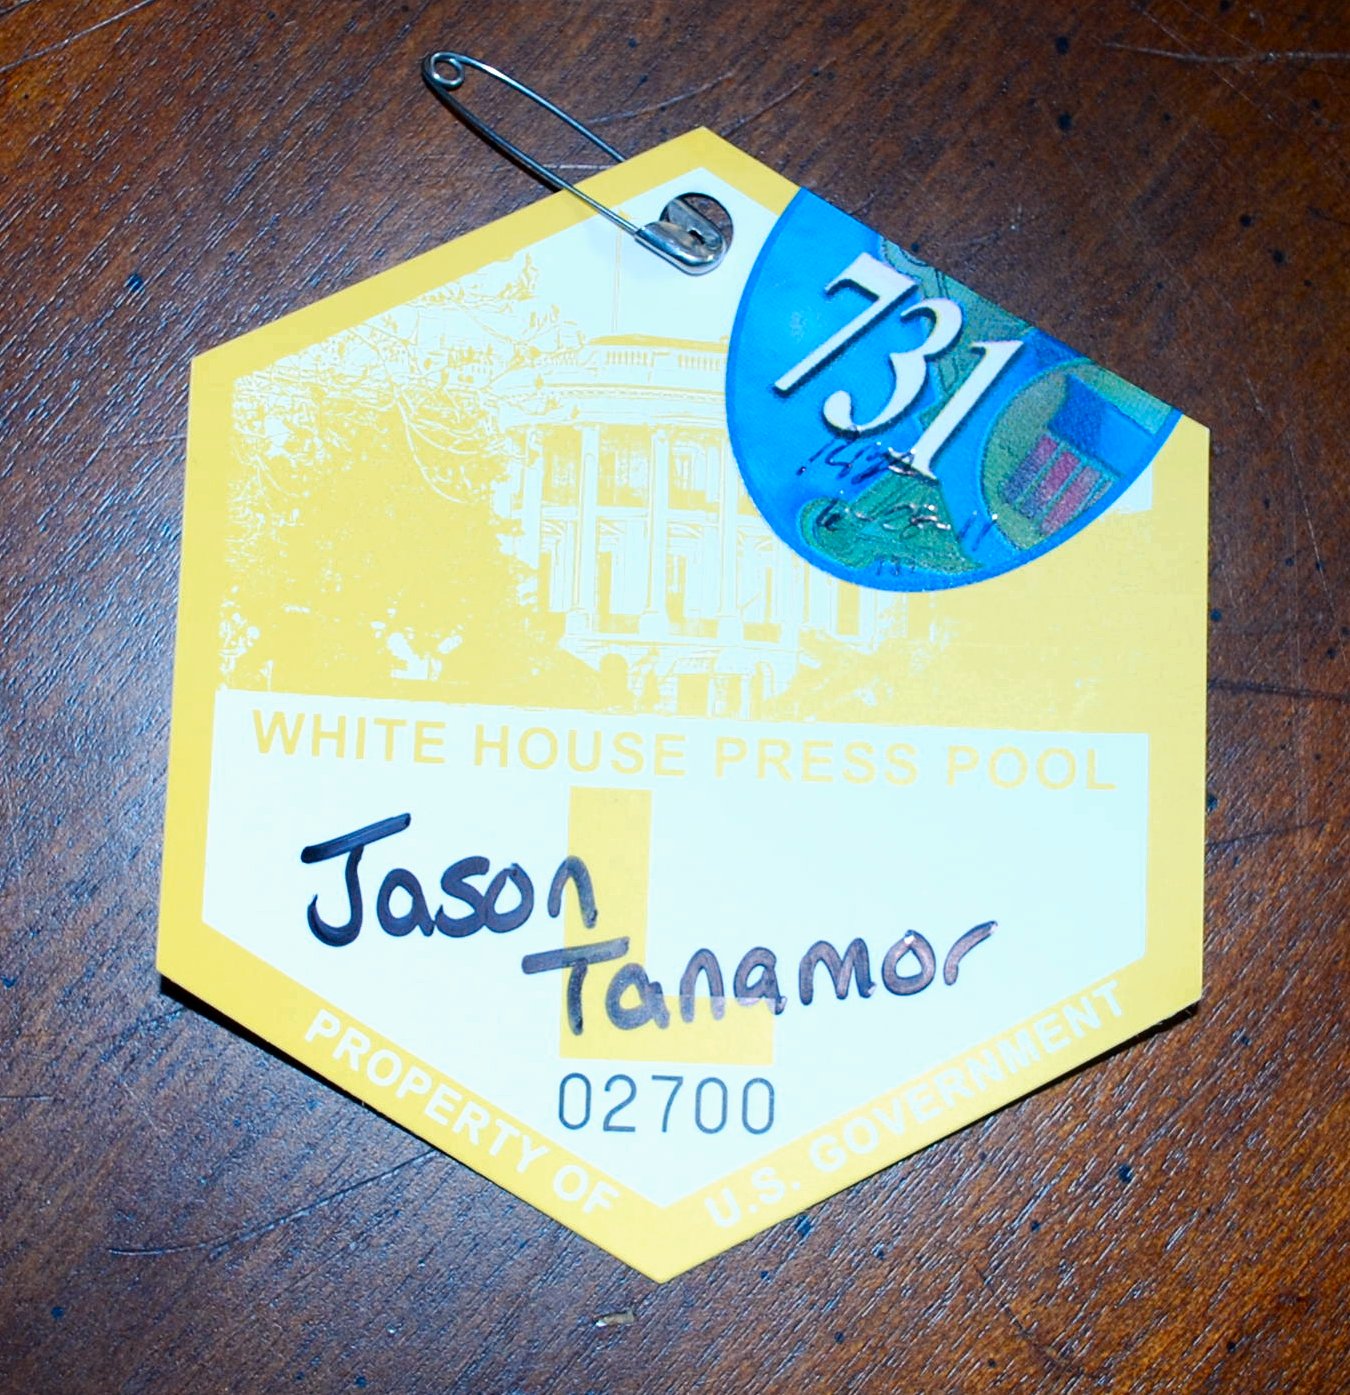 731
WHITE HOUSE PRESS POOL
Jason
Tanamor
02700
PROPERTY OF U.S. GOVERNMENT